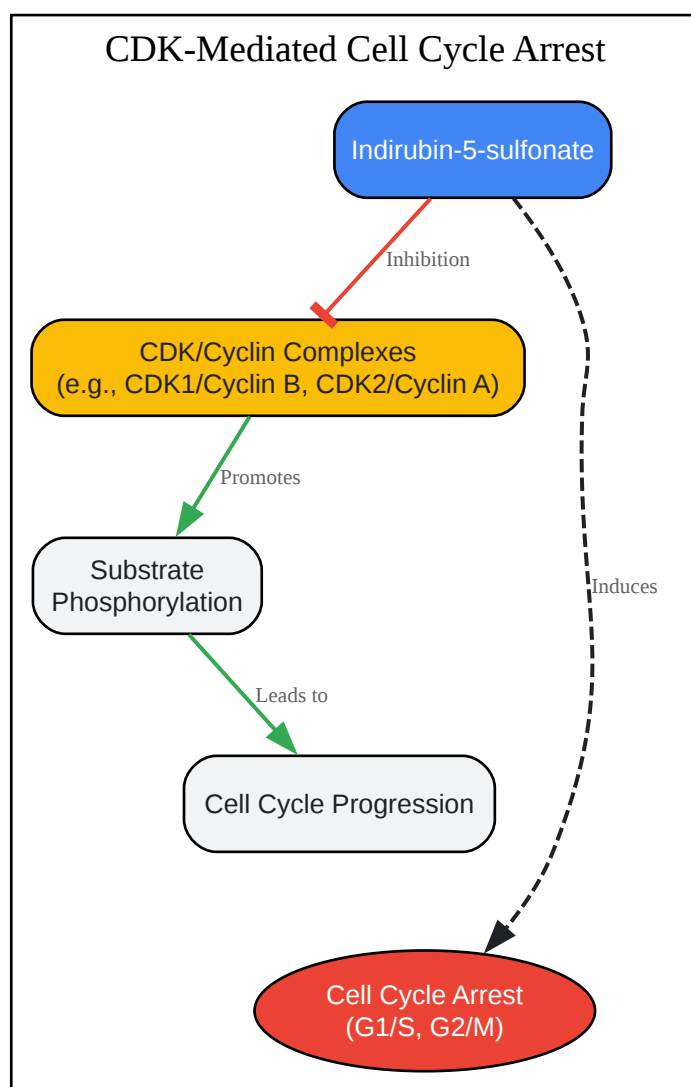 CDK-Mediated Cell Cycle Arrest
Indirubin-5-sulfonate
Inhibition
CDK/Cyclin Complexes
(e.g., CDK1/Cyclin B, CDK2/Cyclin A)
Promotes
Substrate
Phosphorylation
Induces
Leads to
Cell Cycle Progression
Cell Cycle Arrest
(G1/S, G2/M)